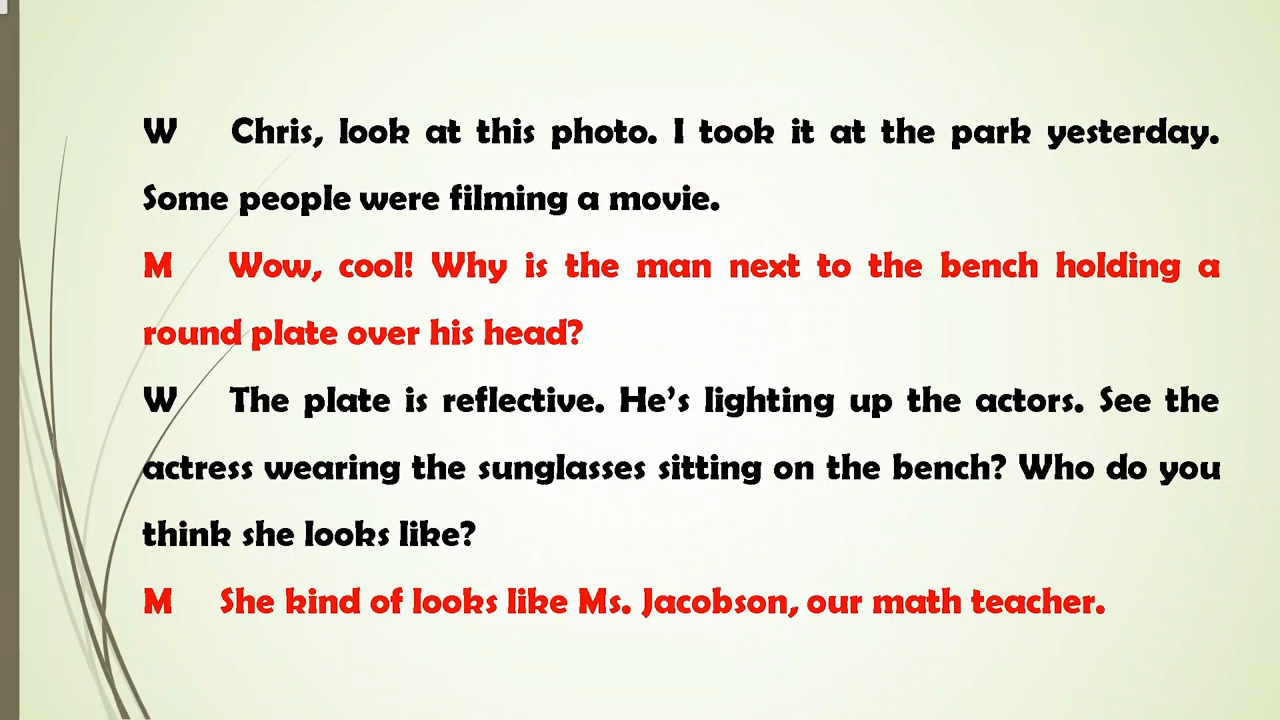 W Chris, look at this photo. I took it at the park yesterday.
Some people were filming a movie.
M Wow, cool! Why is the man next to the bench holding a
round plate over his head?
W The plate is reflective. He's lighting up the actors. See the
actress wearing the sunglasses sitting on the bench? Who do you
think she looks like?
M She kind of looks like Ms. Jacobson, our math teacher.